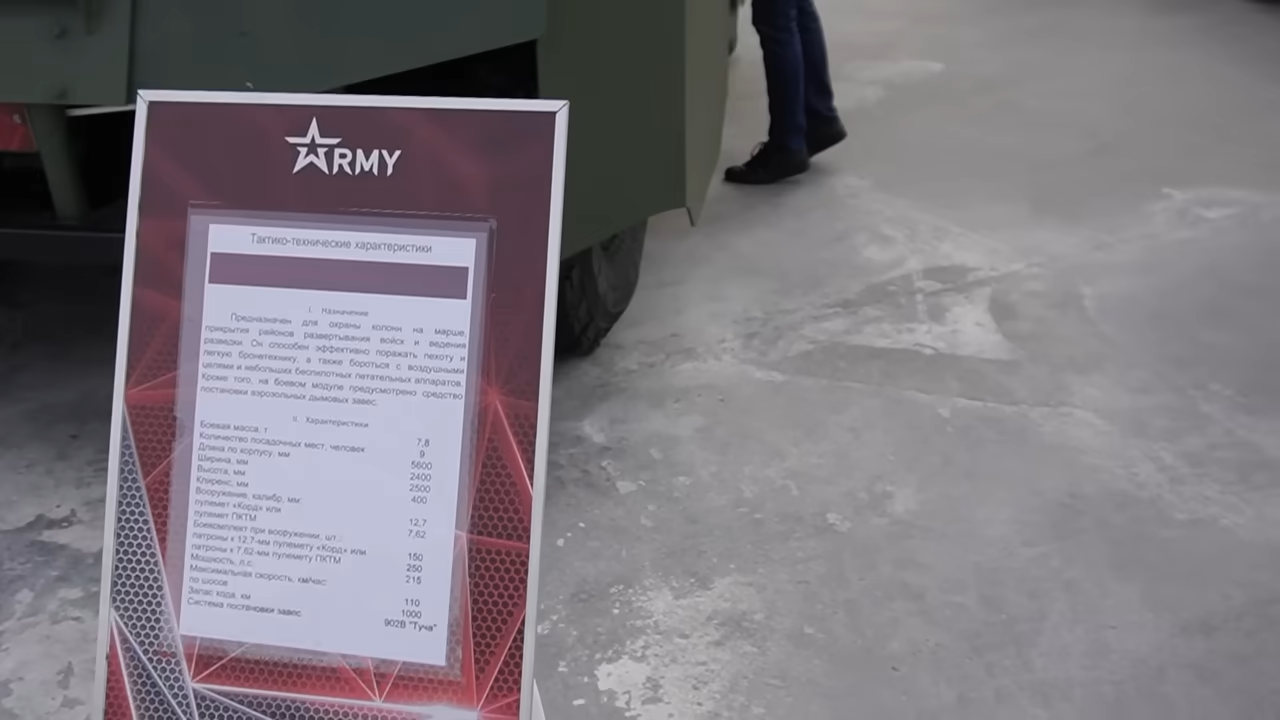 ARMY
Тактико-технические характеристики
I. Назначение
Предназначен для охраны колонн на марше,
прикрытия районов развертывания войск и ведения
разведки. Он способен эффективно поражать пехоту и
легкую бронетехнику, а также бороться с воздушными
целями и небольших беспилотных летательных аппаратов.
Кроме того, на боевом модуле предусмотрено средство
постановки аэрозольных дымовых завес.
II. Характеристики
Боевая масса, т 7,8
Количество посадочных мест, человек 9
Длина по корпусу, мм 5600
Ширина, мм 2400
Высота, мм 2500
Клиренс, мм 400
Вооружение, калибр, мм:
пулемет «Корд» или 12,7
пулемет ПКТМ 7,62
Боекомплект при вооружении, шт.:
патроны к 12,7-мм пулемету «Корд» или 150
патроны к 7,62-мм пулемету ПКТМ 250
Мощность, л.с. 215
Максимальная скорость, км/час:
по шоссе 110
Запас хода, км 1000
Система постановки завес 902В "Туча"